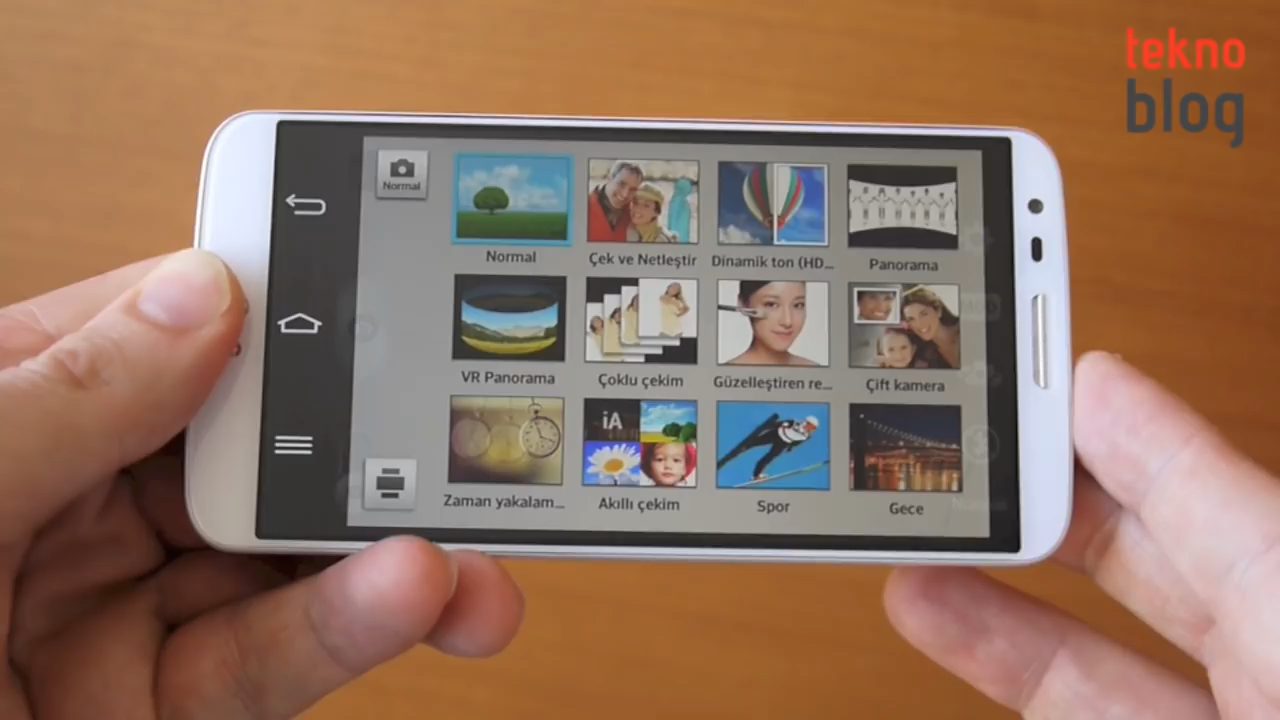 tekno
blog
Normal
Normal
Çek ve Netleştir
Dinamik ton (HD...
Panorama
VR Panorama
Çoklu çekim
Güzelleştiren re...
Çift kamera
iA
Zaman yakalam...
Akıllı çekim
Spor
Gece